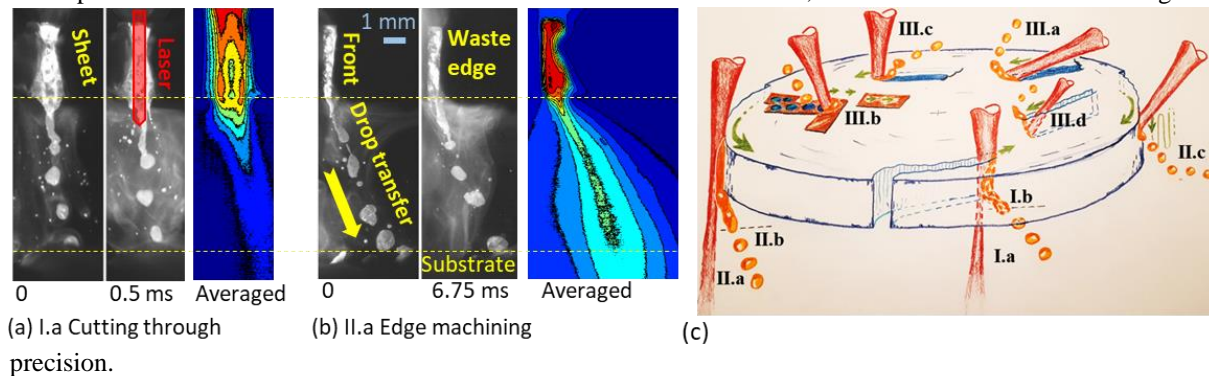 Sheet
Laser
0
0.5 ms
Averaged
(a) I.a Cutting through
1 mm
Front
Waste
edge
Drop transfer
Substrate
0
6.75 ms
Averaged
(b) II.a Edge machining
III.c
III.a
III.b
III.d
II.c
I.b
II.b
I.a
II.a
(c)
precision.